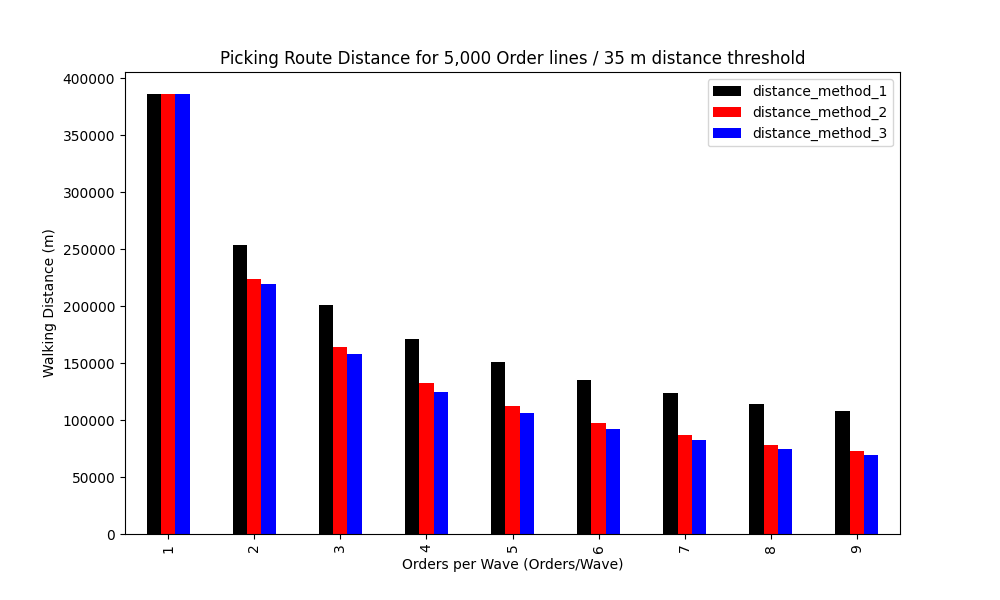 Picking Route Distance for 5,000 Order lines / 35 m distance threshold
distance_method_1
distance_method_2
distance_method_3
Walking Distance (m)
400000
350000
300000
250000
200000
150000
100000
50000
0
1 2 3 4 5 6 7 8 9
Orders per Wave (Orders/Wave)